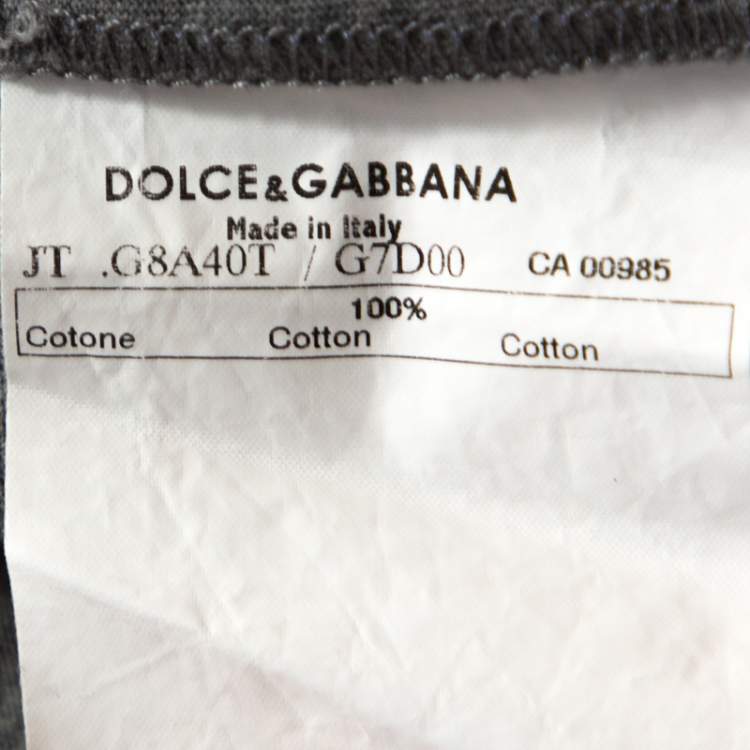 DOLCE&GABBANA
Made in Italy
JT .G8A40T / G7D00 CA 00985
100%
Cotone Cotton Cotton